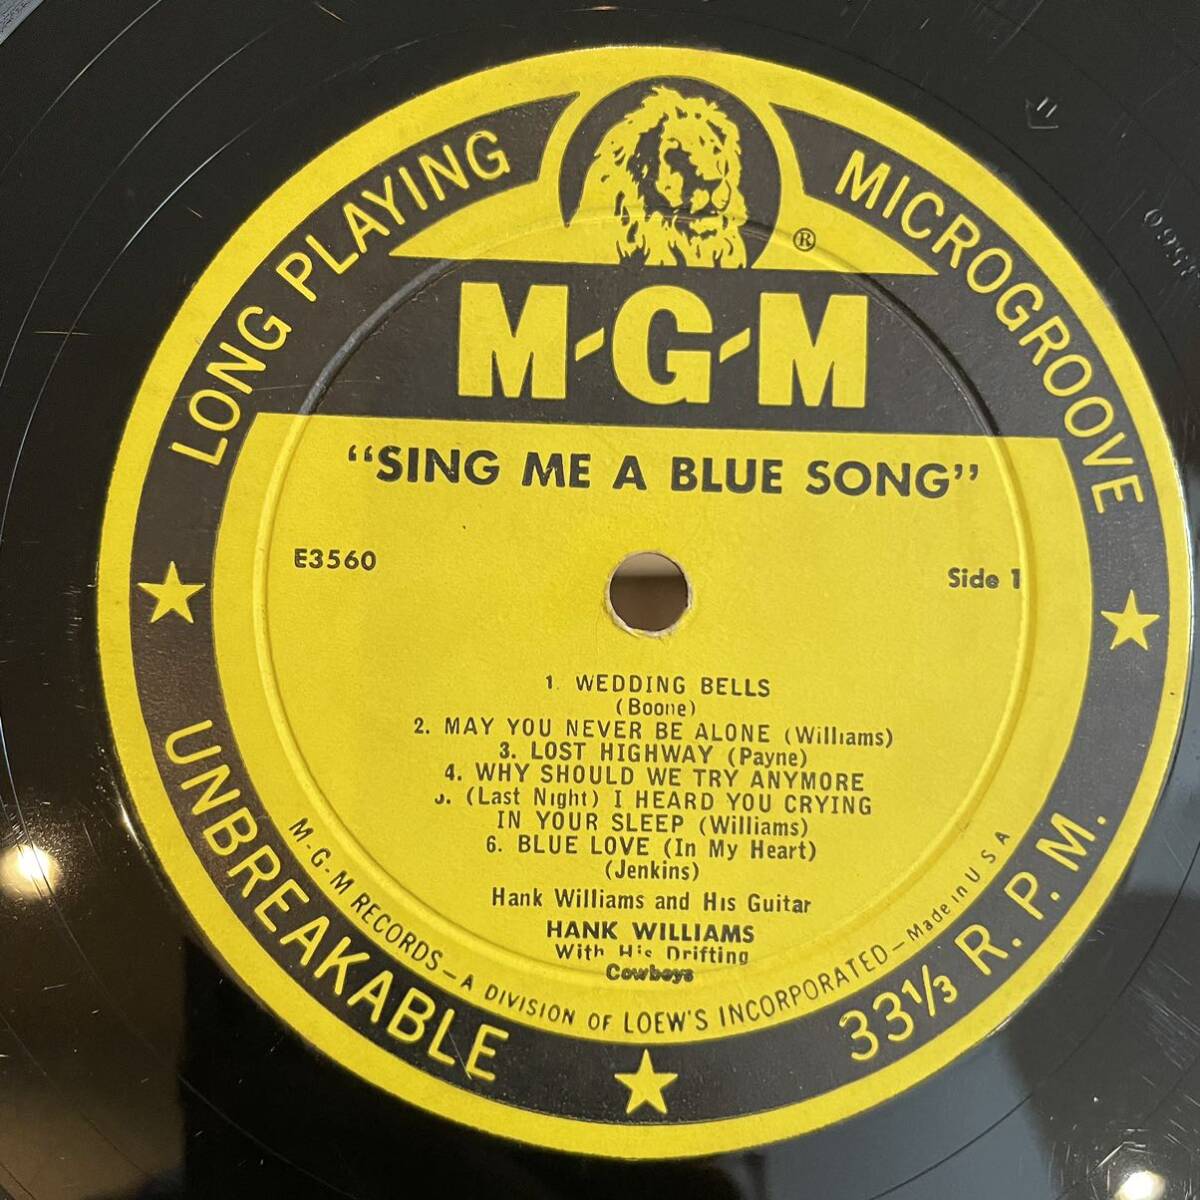 LONG PLAYING
MICROGROOVE
®
M-G-M
"SING ME A BLUE SONG"
E3560
Side 1
1. WEDDING BELLS
(Boone)
2. MAY YOU NEVER BE ALONE (Williams)
3. LOST HIGHWAY (Payne)
4. WHY SHOULD WE TRY ANYMORE
5. (Last Night) I HEARD YOU CRYING
IN YOUR SLEEP (Williams)
6. BLUE LOVE (In My Heart)
(Jenkins)
Hank Williams and His Guitar
HANK WILLIAMS
With His Drifting
Cowboys
M-G-M RECORDS — A DIVISION OF LOEW'S INCORPORATED — Made in U S A
UNBREAKABLE
33⅓ R. P. M.